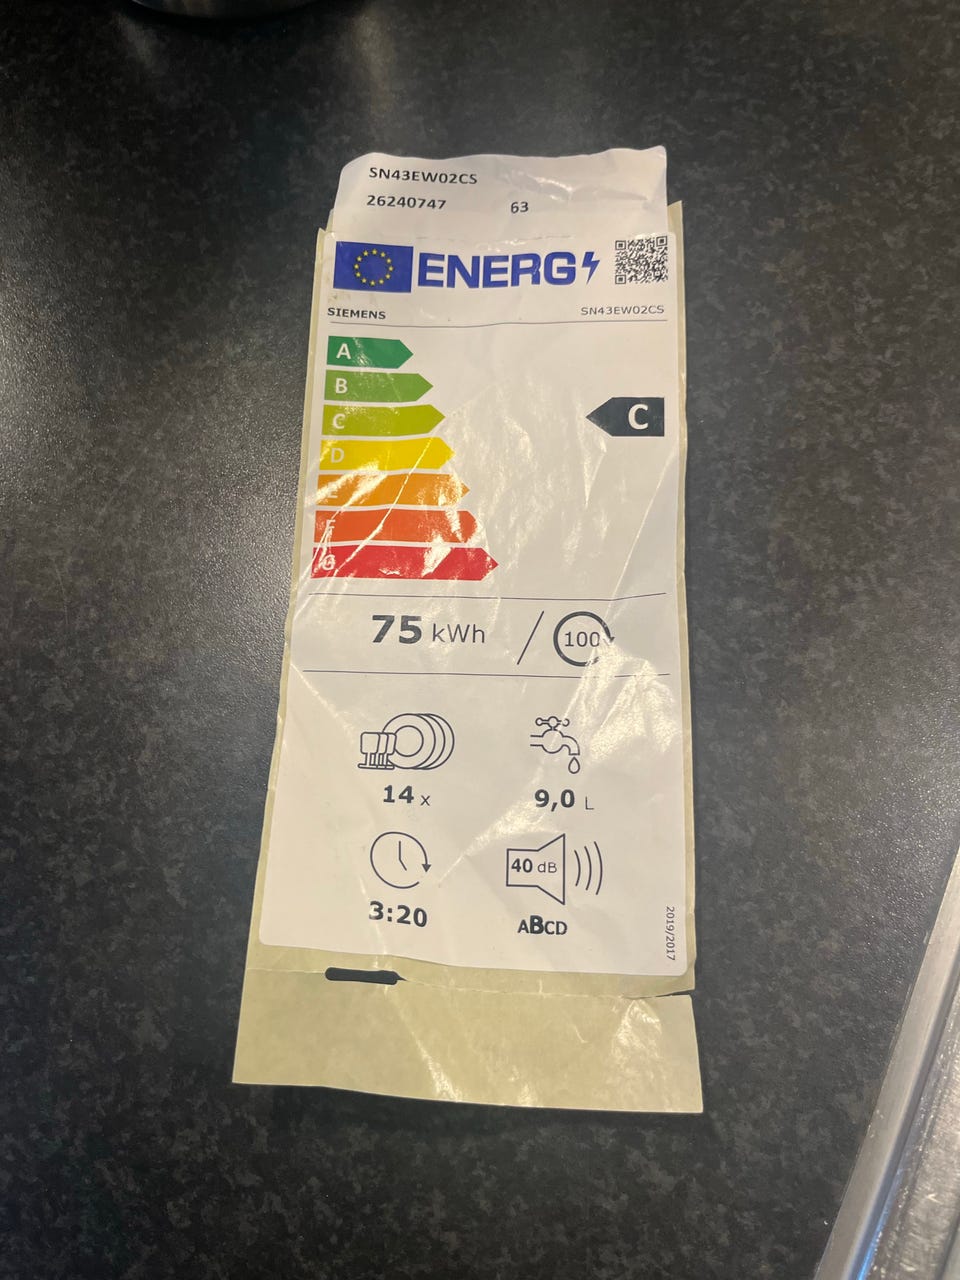 SN43EW02CS
26240747 63
ENERG
SIEMENS SN43EW02CS
A
B
C
C
D
E
F
G
75 kWh / 100
14 x 9,0 L
3:20 40 dB
ABCD
2019/2017